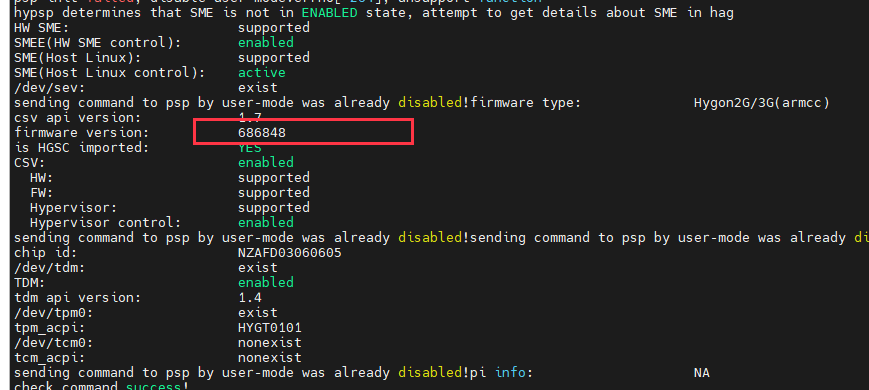 hypsp determines that SME is not in ENABLED state, attempt to get details about SME in hag
HW SME: supported
SMEE(HW SME control): enabled
SME(Host Linux): supported
SME(Host Linux control): active
/dev/sev: exist
sending command to psp by user-mode was already disabled!firmware type: Hygon2G/3G(armcc)
csv api version: 1.7
firmware version: 686848
is HGSC imported: YES
CSV: enabled
HW: supported
FW: supported
Hypervisor: supported
Hypervisor control: enabled
sending command to psp by user-mode was already disabled!sending command to psp by user-mode was already di
chip id: NZAFD03060605
/dev/tdm: exist
TDM: enabled
tdm api version: 1.4
/dev/tpm0: exist
tpm_acpi: HYGT0101
/dev/tcm0: nonexist
tcm_acpi: nonexist
sending command to psp by user-mode was already disabled!pi info: NA
check command success!